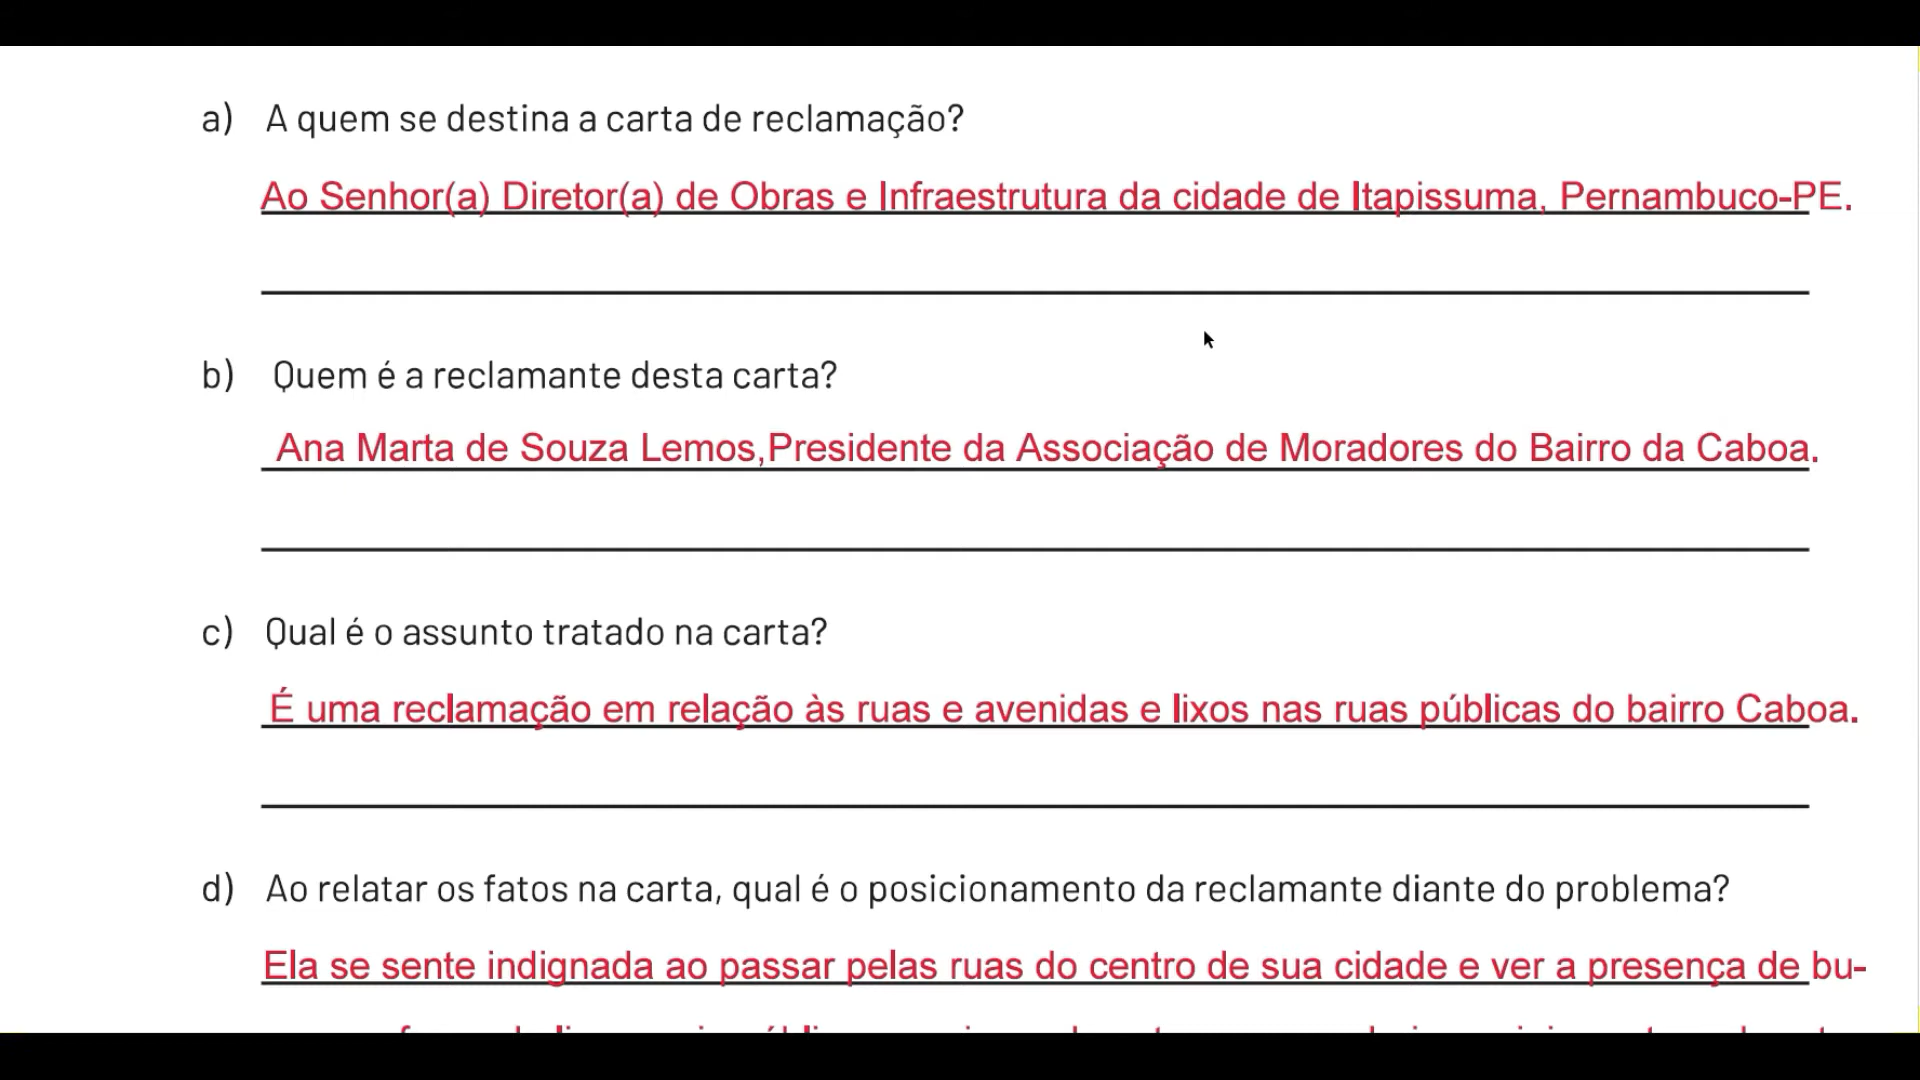 a) A quem se destina a carta de reclamação?
Ao Senhor(a) Diretor(a) de Obras e Infraestrutura da cidade de Itapissuma, Pernambuco-PE.
b) Quem é a reclamante desta carta?
Ana Marta de Souza Lemos,Presidente da Associação de Moradores do Bairro da Caboa.
c) Qual é o assunto tratado na carta?
É uma reclamação em relação às ruas e avenidas e lixos nas ruas públicas do bairro Caboa.
d) Ao relatar os fatos na carta, qual é o posicionamento da reclamante diante do problema?
Ela se sente indignada ao passar pelas ruas do centro de sua cidade e ver a presença de bu-